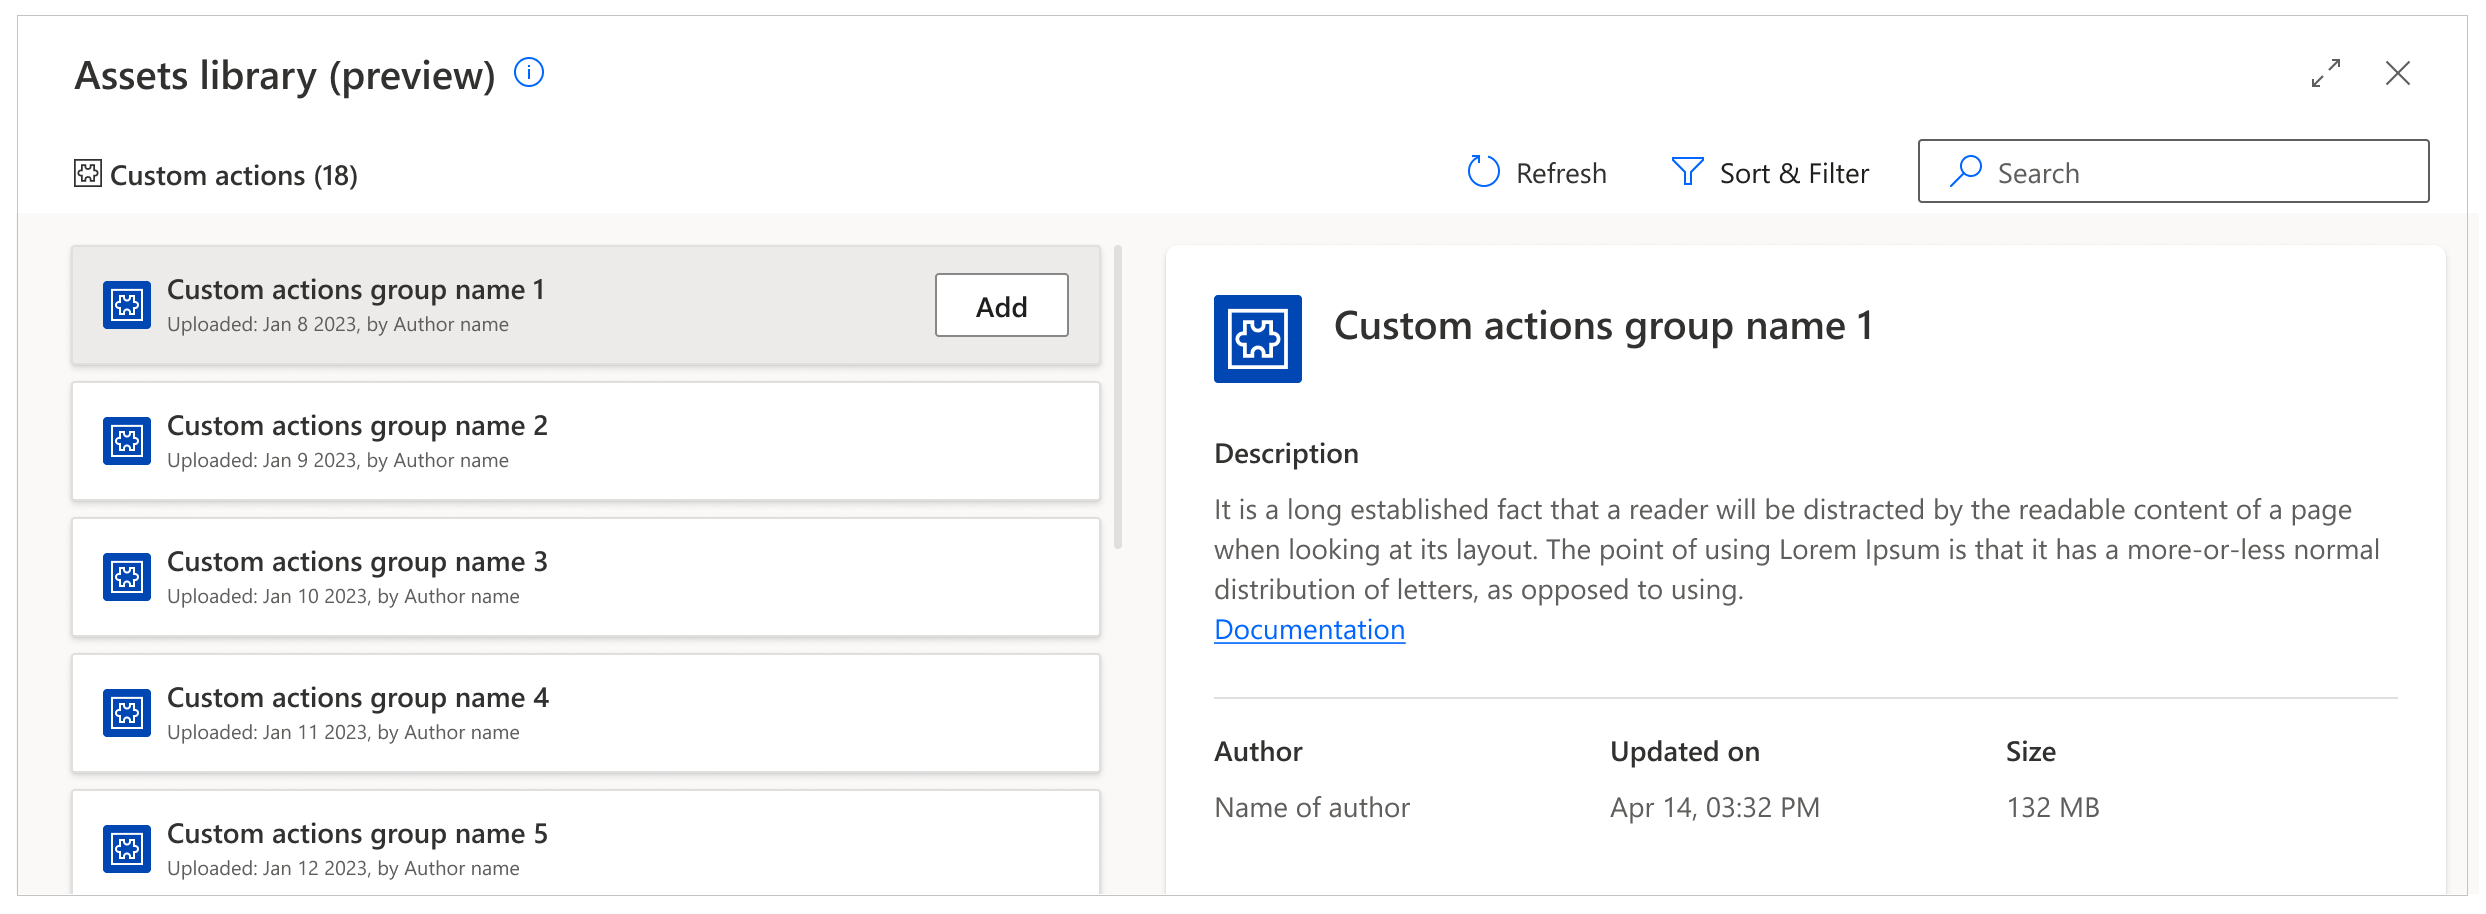 Assets library (preview)
Custom actions (18)
Refresh
Sort & Filter
Search
Custom actions group name 1
Uploaded: Jan 8 2023, by Author name
Add
Custom actions group name 2
Uploaded: Jan 9 2023, by Author name
Custom actions group name 3
Uploaded: Jan 10 2023, by Author name
Custom actions group name 4
Uploaded: Jan 11 2023, by Author name
Custom actions group name 5
Uploaded: Jan 12 2023, by Author name
Custom actions group name 1
Description
It is a long established fact that a reader will be distracted by the readable content of a page
when looking at its layout. The point of using Lorem Ipsum is that it has a more-or-less normal
distribution of letters, as opposed to using.
Documentation
Author
Updated on
Size
Name of author
Apr 14, 03:32 PM
132 MB